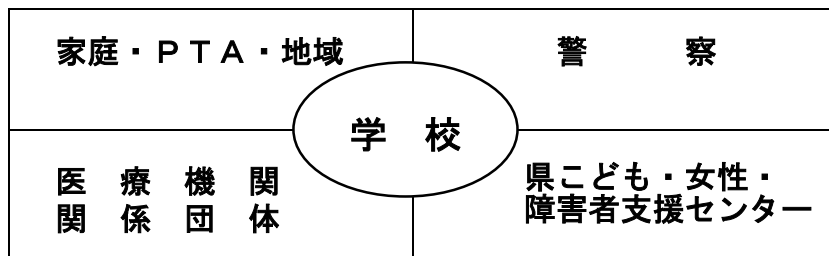 家庭・ＰＴＡ・地域
警　　　察
学　校
医　療　機　関
関　係　団　体
県こども・女性・
障害者支援センター